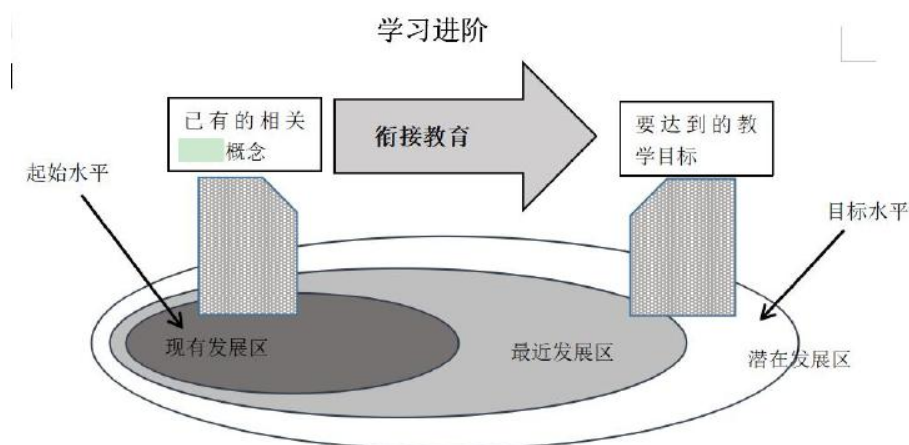 学习进阶
已有的相关
概念
衔接教育
要达到的教
学目标
起始水平
目标水平
现有发展区
最近发展区
潜在发展区